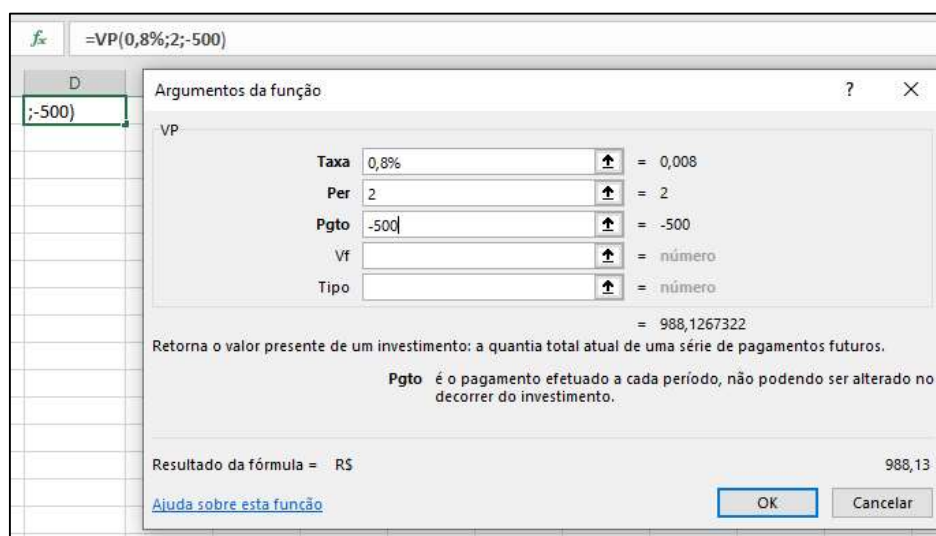 fx =VP(0,8%;2;-500)
D
;-500)
Argumentos da função ? X
VP
Taxa 0,8% = 0,008
Per 2 = 2
Pgto -500 = -500
Vf = número
Tipo = número
= 988,1267322
Retorna o valor presente de um investimento: a quantia total atual de uma série de pagamentos futuros.
Pgto é o pagamento efetuado a cada período, não podendo ser alterado no
decorrer do investimento.
Resultado da fórmula = R$ 988,13
Ajuda sobre esta função OK Cancelar